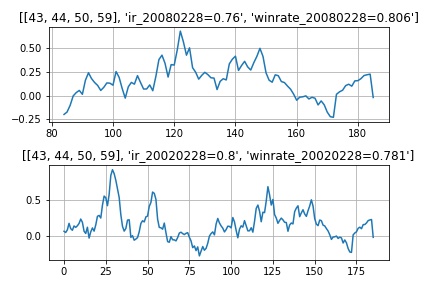 [[43, 44, 50, 59], 'ir_20080228=0.76', 'winrate_20080228=0.806']
0.50
0.25
0.00
−0.25
80 100 120 140 160 180
[[43, 44, 50, 59], 'ir_20020228=0.8', 'winrate_20020228=0.781']
0.5
0.0
0 25 50 75 100 125 150 175